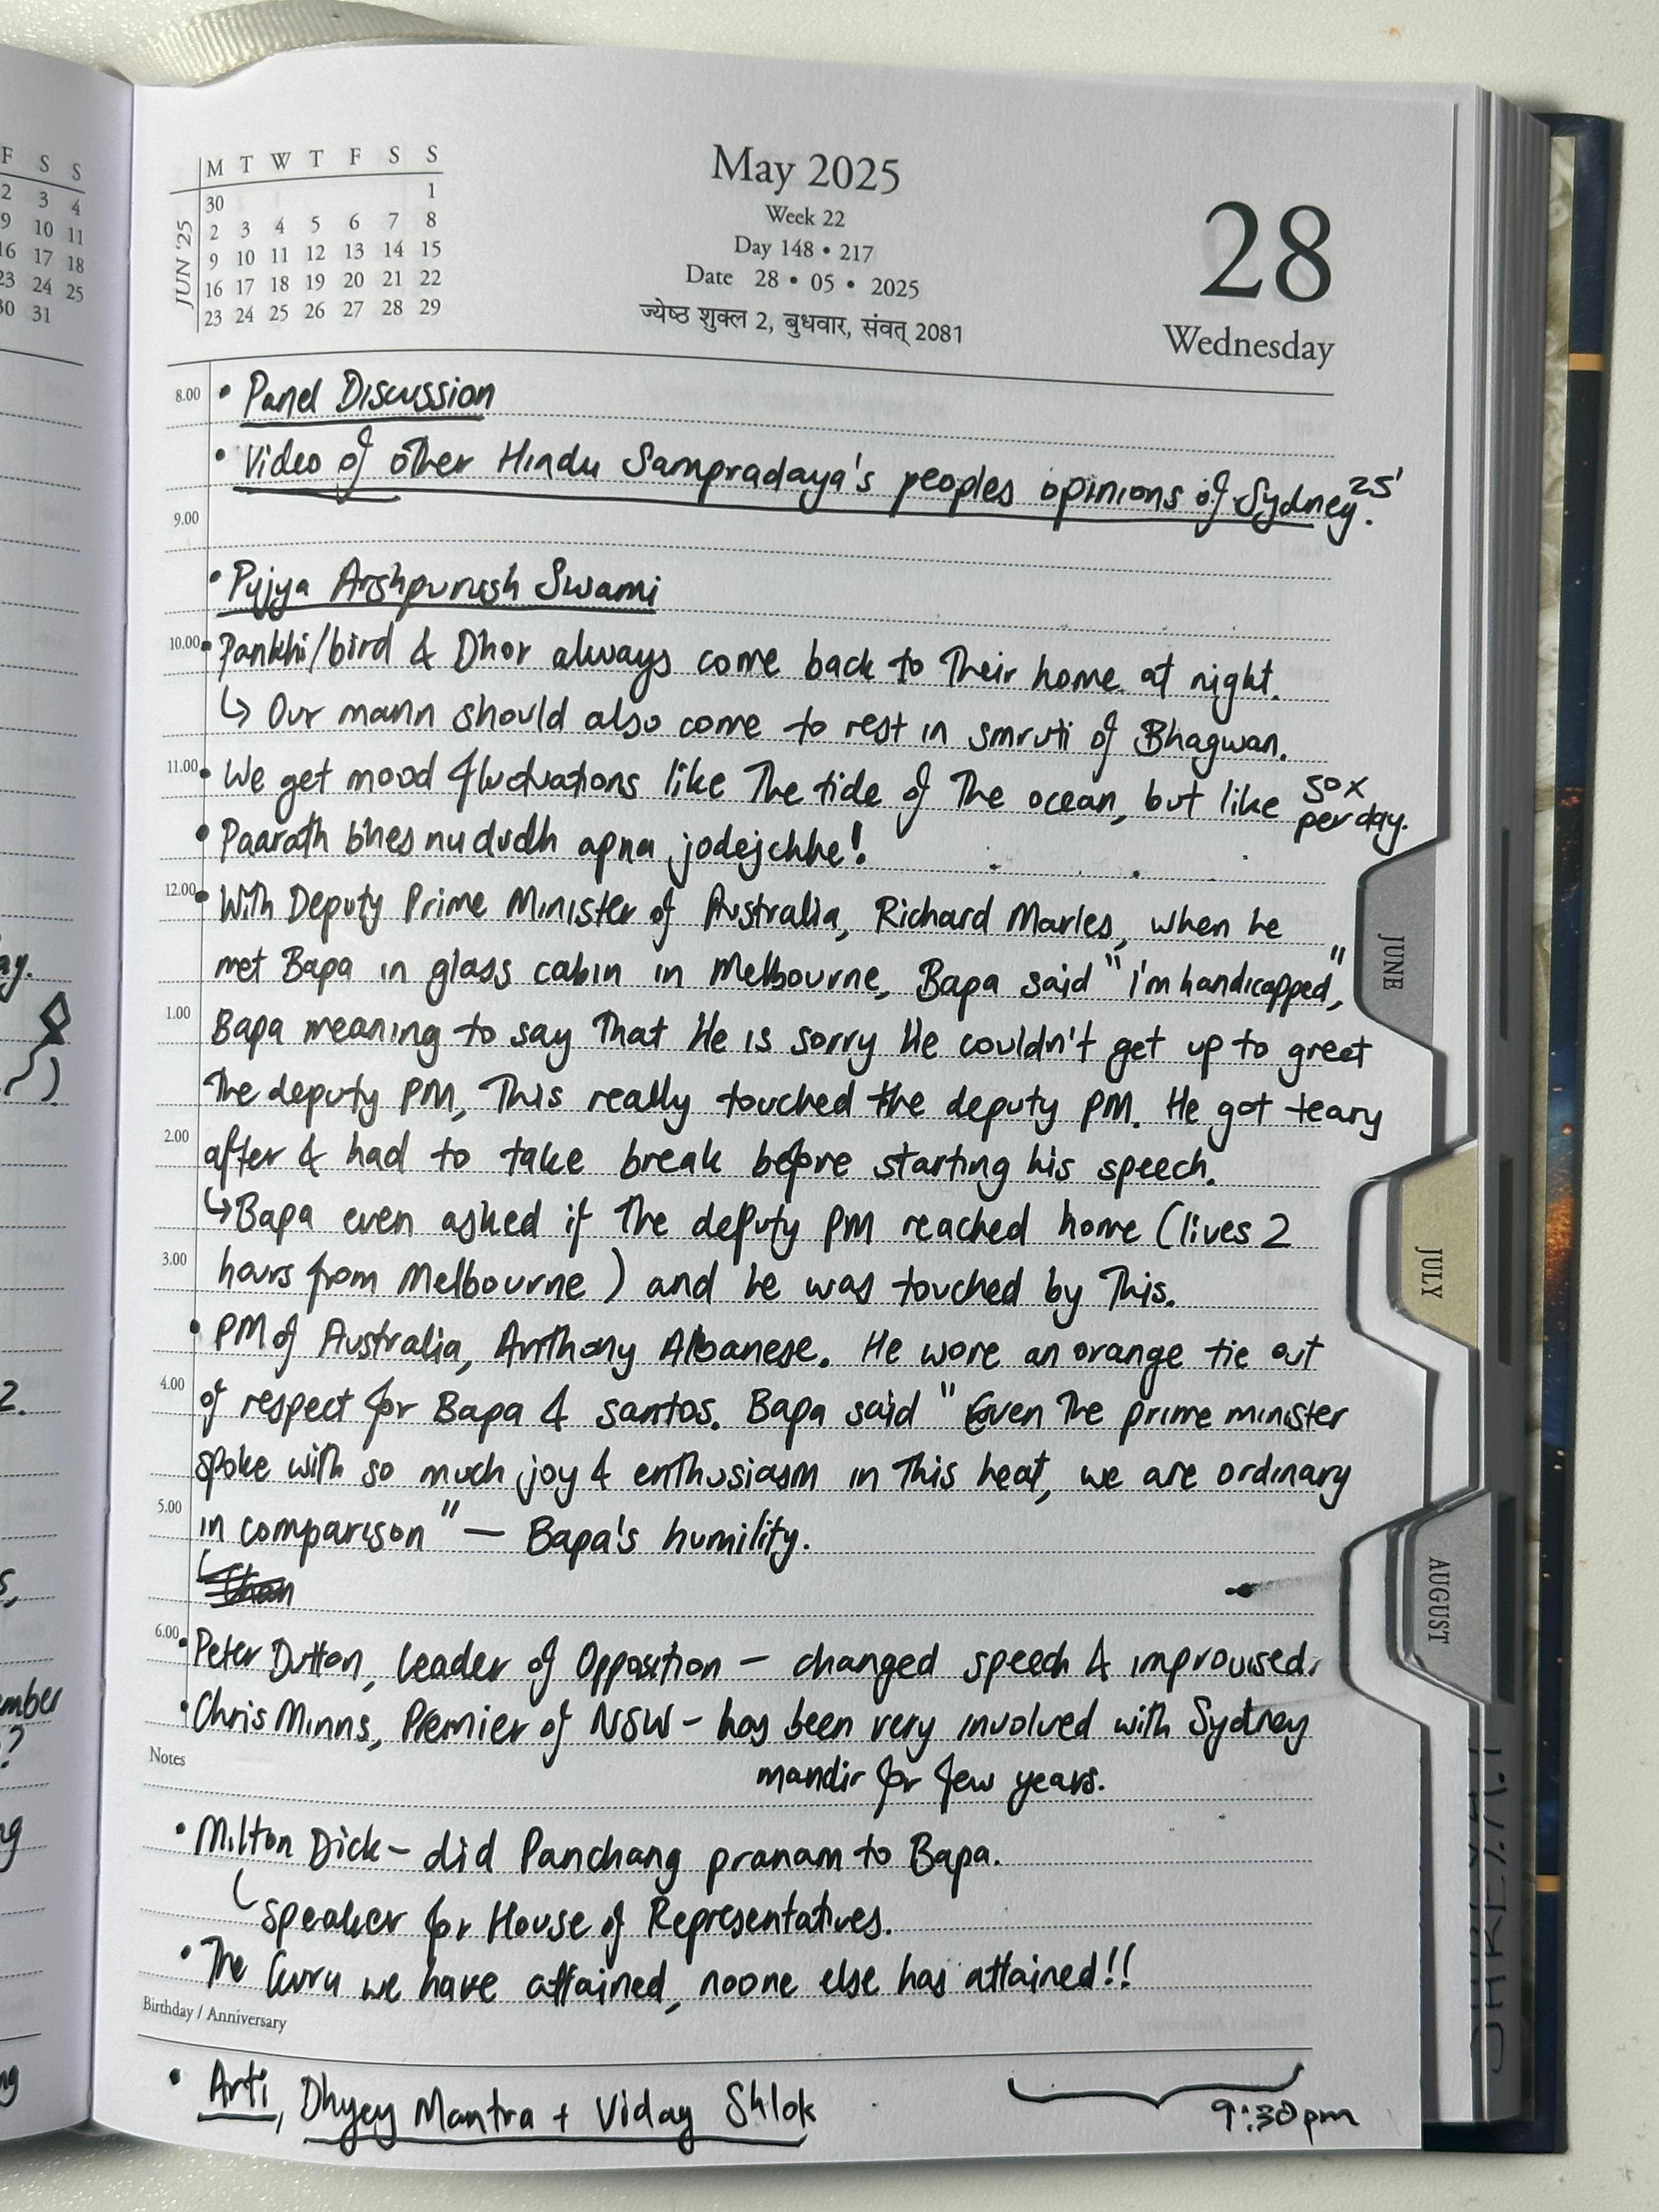 F S S
2 3 4
9 10 11
16 17 18
23 24 25
30 31
JUN '25
M T W T F S S
30 1
2 3 4 5 6 7 8
9 10 11 12 13 14 15
16 17 18 19 20 21 22
23 24 25 26 27 28 29
May 2025
Week 22
Day 148 • 217
Date 28 • 05 • 2025
ज्येष्ठ शुक्ल 2, बुधवार, संवत् 2081
28
Wednesday
8.00 • Panel Discussion
• Video of other Hindu Sampradaya's peoples opinions of Sydney. 25'
9.00
• Pujya Arshpurush Swami
10.00 • Pankhi/bird & Dhor always come back to their home at night.
↳ Our mann should also come to rest in smruti of Bhagwan.
11.00 • We get mood fluctuations like the tide of the ocean, but like 50x per day.
• Paarath bhes nu dudh apna jodejchhe!
12.00 • With Deputy Prime Minister of Australia, Richard Marles, when he
met Bapa in glass cabin in Melbourne, Bapa said "i'm handicapped",
1.00 Bapa meaning to say that He is sorry He couldn't get up to greet
the deputy PM, This really touched the deputy PM. He got teary
2.00 after & had to take break before starting his speech.
↳ Bapa even asked if the deputy PM reached home (lives 2
3.00 hours from Melbourne) and he was touched by this.
• PM of Australia, Anthony Albanese. He wore an orange tie out
4.00 of respect for Bapa & santos. Bapa said "Even the prime minister
spoke with so much joy & enthusiasm in this heat, we are ordinary
5.00 in comparison" — Bapa's humility.
6.00 • Peter Dutton, Leader of Opposition — changed speech & improvised.
• Chris Minns, Premier of NSW - has been very involved with Sydney
Notes
mandir for few years.
• Milton Dick - did Panchang pranam to Bapa.
↳ Speaker for House of Representatives.
• The Guru we have attained, noone else has attained!!
Birthday / Anniversary
• Arti, Dhyey Mantra + Viday Shlok
9:30pm
JUNE
JULY
AUGUST